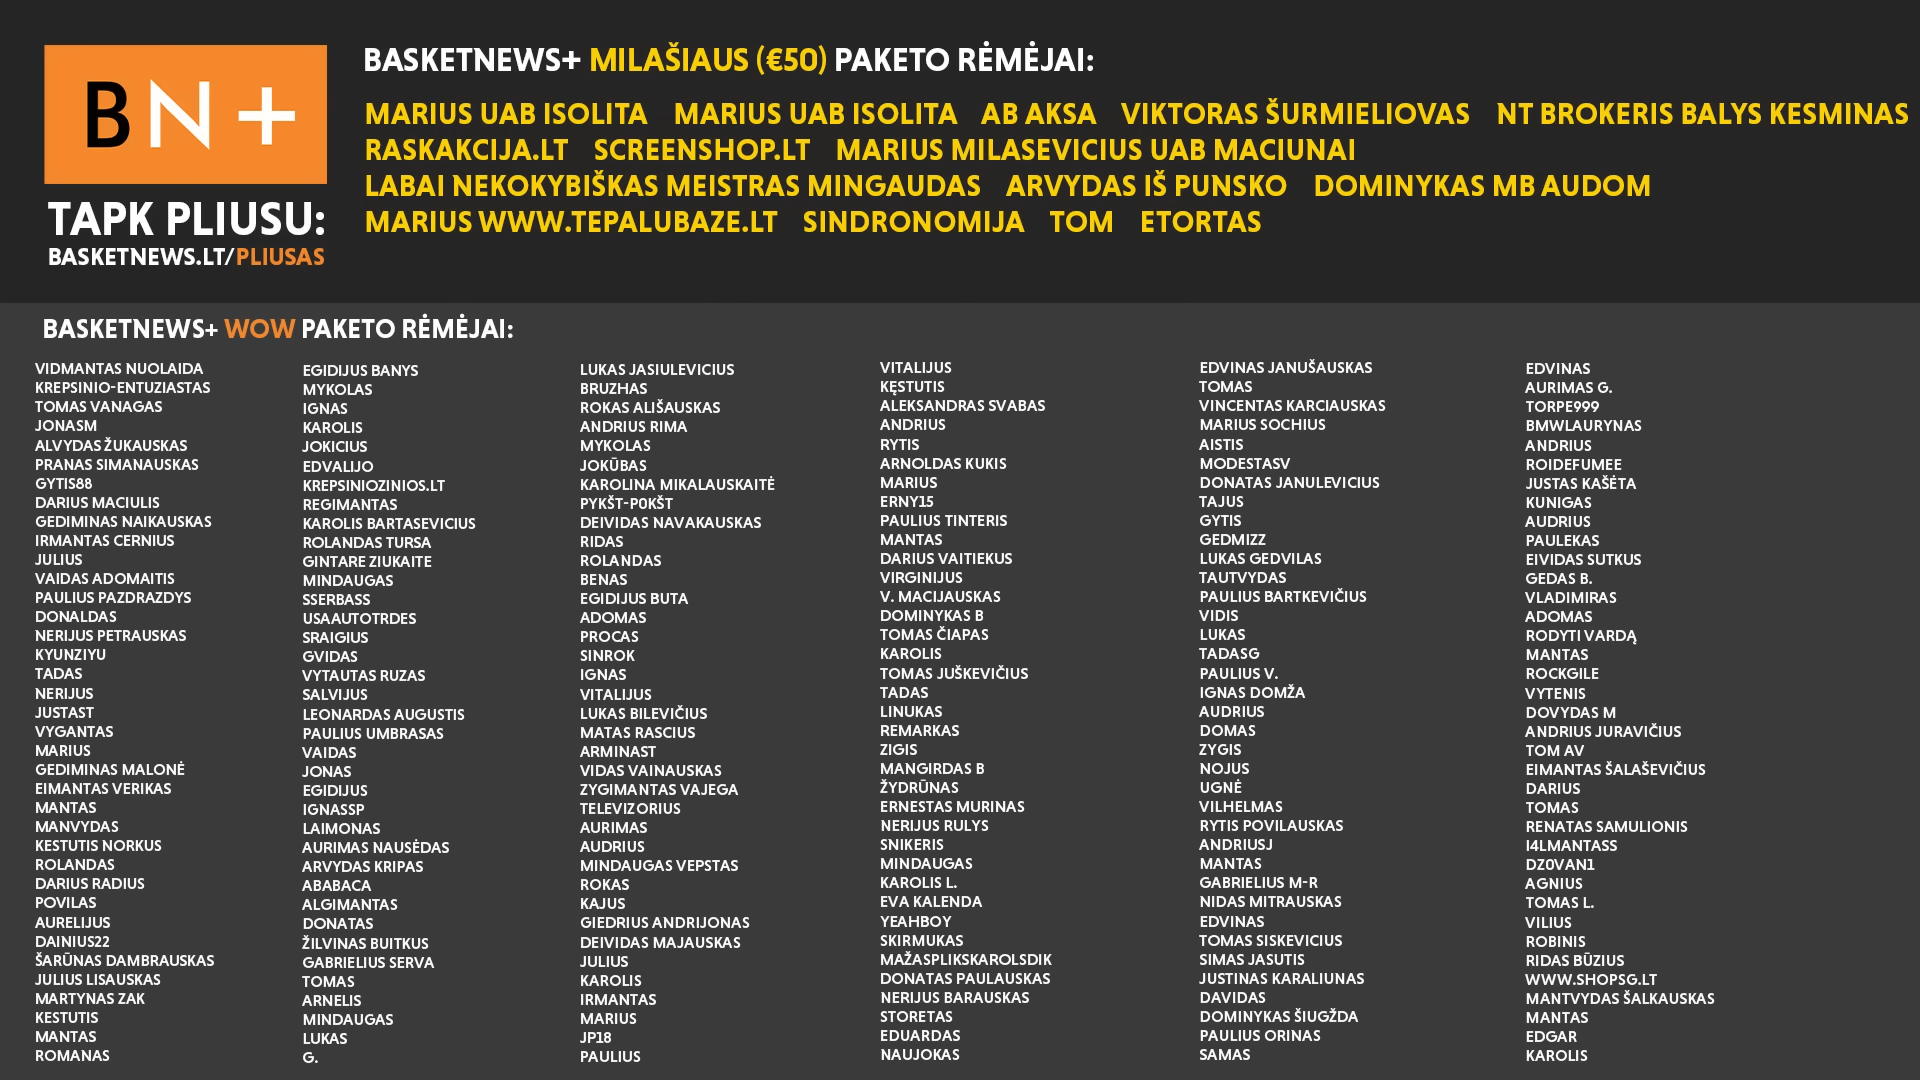 BN+
TAPK PLIUSU:
BASKETNEWS.LT/PLIUSAS
BASKETNEWS+ MILAŠIAUS (€50) PAKETO RĖMĖJAI:
MARIUS UAB ISOLITA MARIUS UAB ISOLITA AB AKSA VIKTORAS ŠURMIELIOVAS NT BROKERIS BALYS KESMINAS
RASKAKCIJA.LT SCREENSHOP.LT MARIUS MILASEVICIUS UAB MACIUNAI
LABAI NEKOKYBIŠKAS MEISTRAS MINGAUDAS ARVYDAS IŠ PUNSKO DOMINYKAS MB AUDOM
MARIUS WWW.TEPALUBAZE.LT SINDRONOMIJA TOM ETORTAS
BASKETNEWS+ WOW PAKETO RĖMĖJAI:
VIDMANTAS NUOLAIDA
KREPSINIO-ENTUZIASTAS
TOMAS VANAGAS
JONASM
ALVYDAS ŽUKAUSKAS
PRANAS SIMANAUSKAS
GYTIS88
DARIUS MACIULIS
GEDIMINAS NAIKAUSKAS
IRMANTAS CERNIUS
JULIUS
VAIDAS ADOMAITIS
PAULIUS PAZDRAZDYS
DONALDAS
NERIJUS PETRAUSKAS
KYUNZIYU
TADAS
NERIJUS
JUSTAST
VYGANTAS
MARIUS
GEDIMINAS MALONĖ
EIMANTAS VERIKAS
MANTAS
MANVYDAS
KESTUTIS NORKUS
ROLANDAS
DARIUS RADIUS
POVILAS
AURELIJUS
DAINIUS22
ŠARŪNAS DAMBRAUSKAS
JULIUS LISAUSKAS
MARTYNAS ZAK
KESTUTIS
MANTAS
ROMANAS
EGIDIJUS BANYS
MYKOLAS
IGNAS
KAROLIS
JOKICIUS
EDVALIJO
KREPSINIOZINIOS.LT
REGIMANTAS
KAROLIS BARTASEVICIUS
ROLANDAS TURSA
GINTARE ZIUKAITE
MINDAUGAS
SSERBASS
USAAUTOTRDES
SRAIGIUS
GVIDAS
VYTAUTAS RUZAS
SALVIJUS
LEONARDAS AUGUSTIS
PAULIUS UMBRASAS
VAIDAS
JONAS
EGIDIJUS
IGNASSP
LAIMONAS
AURIMAS NAUSĖDAS
ARVYDAS KRIPAS
ABABACA
ALGIMANTAS
DONATAS
ŽILVINAS BUITKUS
GABRIELIUS SERVA
TOMAS
ARNELIS
MINDAUGAS
LUKAS
G.
LUKAS JASIULEVICIUS
BRUZHAS
ROKAS ALIŠAUSKAS
ANDRIUS RIMA
MYKOLAS
JOKŪBAS
KAROLINA MIKALAUSKAITĖ
PYKŠT-P0KŠT
DEIVIDAS NAVAKAUSKAS
RIDAS
ROLANDAS
BENAS
EGIDIJUS BUTA
ADOMAS
PROCAS
SINROK
IGNAS
VITALIJUS
LUKAS BILEVIČIUS
MATAS RASCIUS
ARMINAST
VIDAS VAINAUSKAS
ZYGIMANTAS VAJEGA
TELEVIZORIUS
AURIMAS
AUDRIUS
MINDAUGAS VEPSTAS
ROKAS
KAJUS
GIEDRIUS ANDRIJONAS
DEIVIDAS MAJAUSKAS
JULIUS
KAROLIS
IRMANTAS
MARIUS
JP18
PAULIUS
VITALIJUS
KĘSTUTIS
ALEKSANDRAS SVABAS
ANDRIUS
RYTIS
ARNOLDAS KUKIS
MARIUS
ERNY15
PAULIUS TINTERIS
MANTAS
DARIUS VAITIEKUS
VIRGINIJUS
V. MACIJAUSKAS
DOMINYKAS B
TOMAS ČIAPAS
KAROLIS
TOMAS JUŠKEVIČIUS
TADAS
LINUKAS
REMARKAS
ZIGIS
MANGIRDAS B
ŽYDRŪNAS
ERNESTAS MURINAS
NERIJUS RULYS
SNIKERIS
MINDAUGAS
KAROLIS L.
EVA KALENDA
YEAHBOY
SKIRMUKAS
MAŽASPLIKSKAROLSDIK
DONATAS PAULAUSKAS
NERIJUS BARAUSKAS
STORETAS
EDUARDAS
NAUJOKAS
EDVINAS JANUŠAUSKAS
TOMAS
VINCENTAS KARCIAUSKAS
MARIUS SOCHIUS
AISTIS
MODESTASV
DONATAS JANULEVICIUS
TAJUS
GYTIS
GEDMIZZ
LUKAS GEDVILAS
TAUTVYDAS
PAULIUS BARTKEVIČIUS
VIDIS
LUKAS
TADASG
PAULIUS V.
IGNAS DOMŽA
AUDRIUS
DOMAS
ZYGIS
NOJUS
UGNĖ
VILHELMAS
RYTIS POVILAUSKAS
ANDRIUSJ
MANTAS
GABRIELIUS M-R
NIDAS MITRAUSKAS
EDVINAS
TOMAS SISKEVICIUS
SIMAS JASUTIS
JUSTINAS KARALIUNAS
DAVIDAS
DOMINYKAS ŠIUGŽDA
PAULIUS ORINAS
SAMAS
EDVINAS
AURIMAS G.
TORPE999
BMWLAURYNAS
ANDRIUS
ROIDEFUMEE
JUSTAS KAŠĖTA
KUNIGAS
AUDRIUS
PAULEKAS
EIVIDAS SUTKUS
GEDAS B.
VLADIMIRAS
ADOMAS
RODYTI VARDĄ
MANTAS
ROCKGILE
VYTENIS
DOVYDAS M
ANDRIUS JURAVIČIUS
TOM AV
EIMANTAS ŠALAŠEVIČIUS
DARIUS
TOMAS
RENATAS SAMULIONIS
I4LMANTASS
DZ0VAN1
AGNIUS
TOMAS L.
VILIUS
ROBINIS
RIDAS BŪZIUS
WWW.SHOPSG.LT
MANTVYDAS ŠALKAUSKAS
MANTAS
EDGAR
KAROLIS